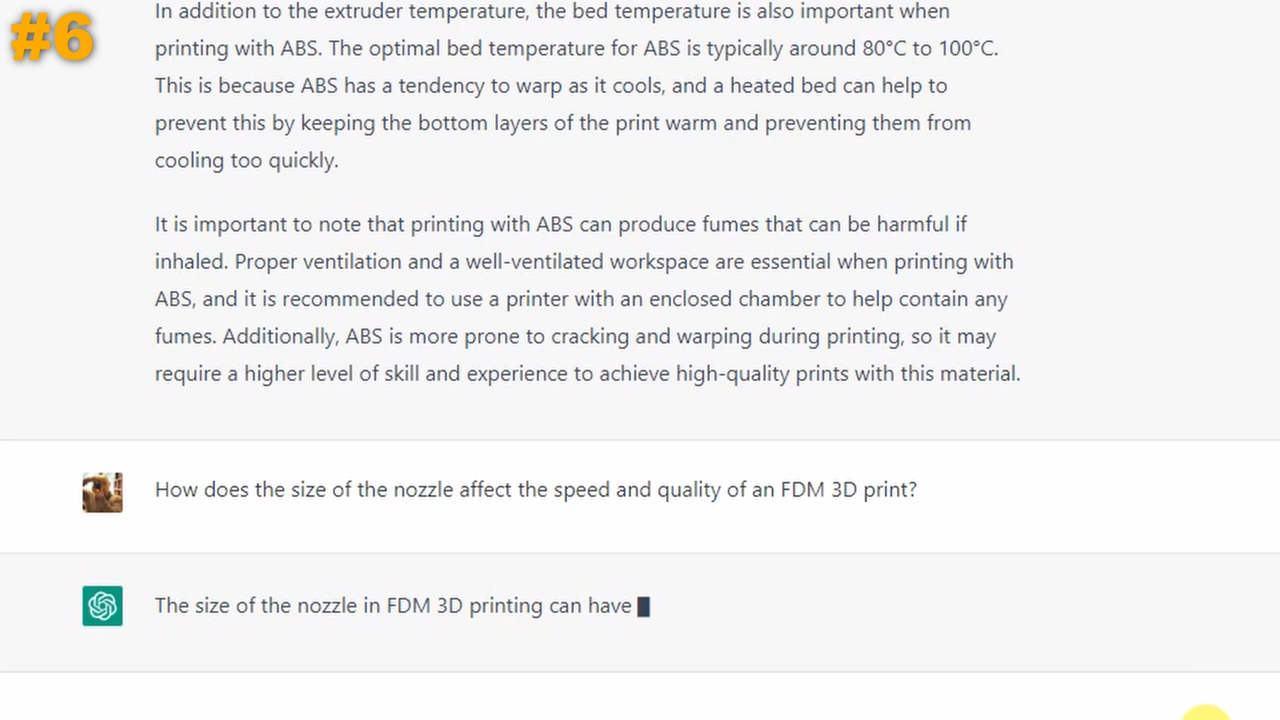 #6
In addition to the extruder temperature, the bed temperature is also important when
printing with ABS. The optimal bed temperature for ABS is typically around 80°C to 100°C.
This is because ABS has a tendency to warp as it cools, and a heated bed can help to
prevent this by keeping the bottom layers of the print warm and preventing them from
cooling too quickly.
It is important to note that printing with ABS can produce fumes that can be harmful if
inhaled. Proper ventilation and a well-ventilated workspace are essential when printing with
ABS, and it is recommended to use a printer with an enclosed chamber to help contain any
fumes. Additionally, ABS is more prone to cracking and warping during printing, so it may
require a higher level of skill and experience to achieve high-quality prints with this material.
How does the size of the nozzle affect the speed and quality of an FDM 3D print?
The size of the nozzle in FDM 3D printing can have